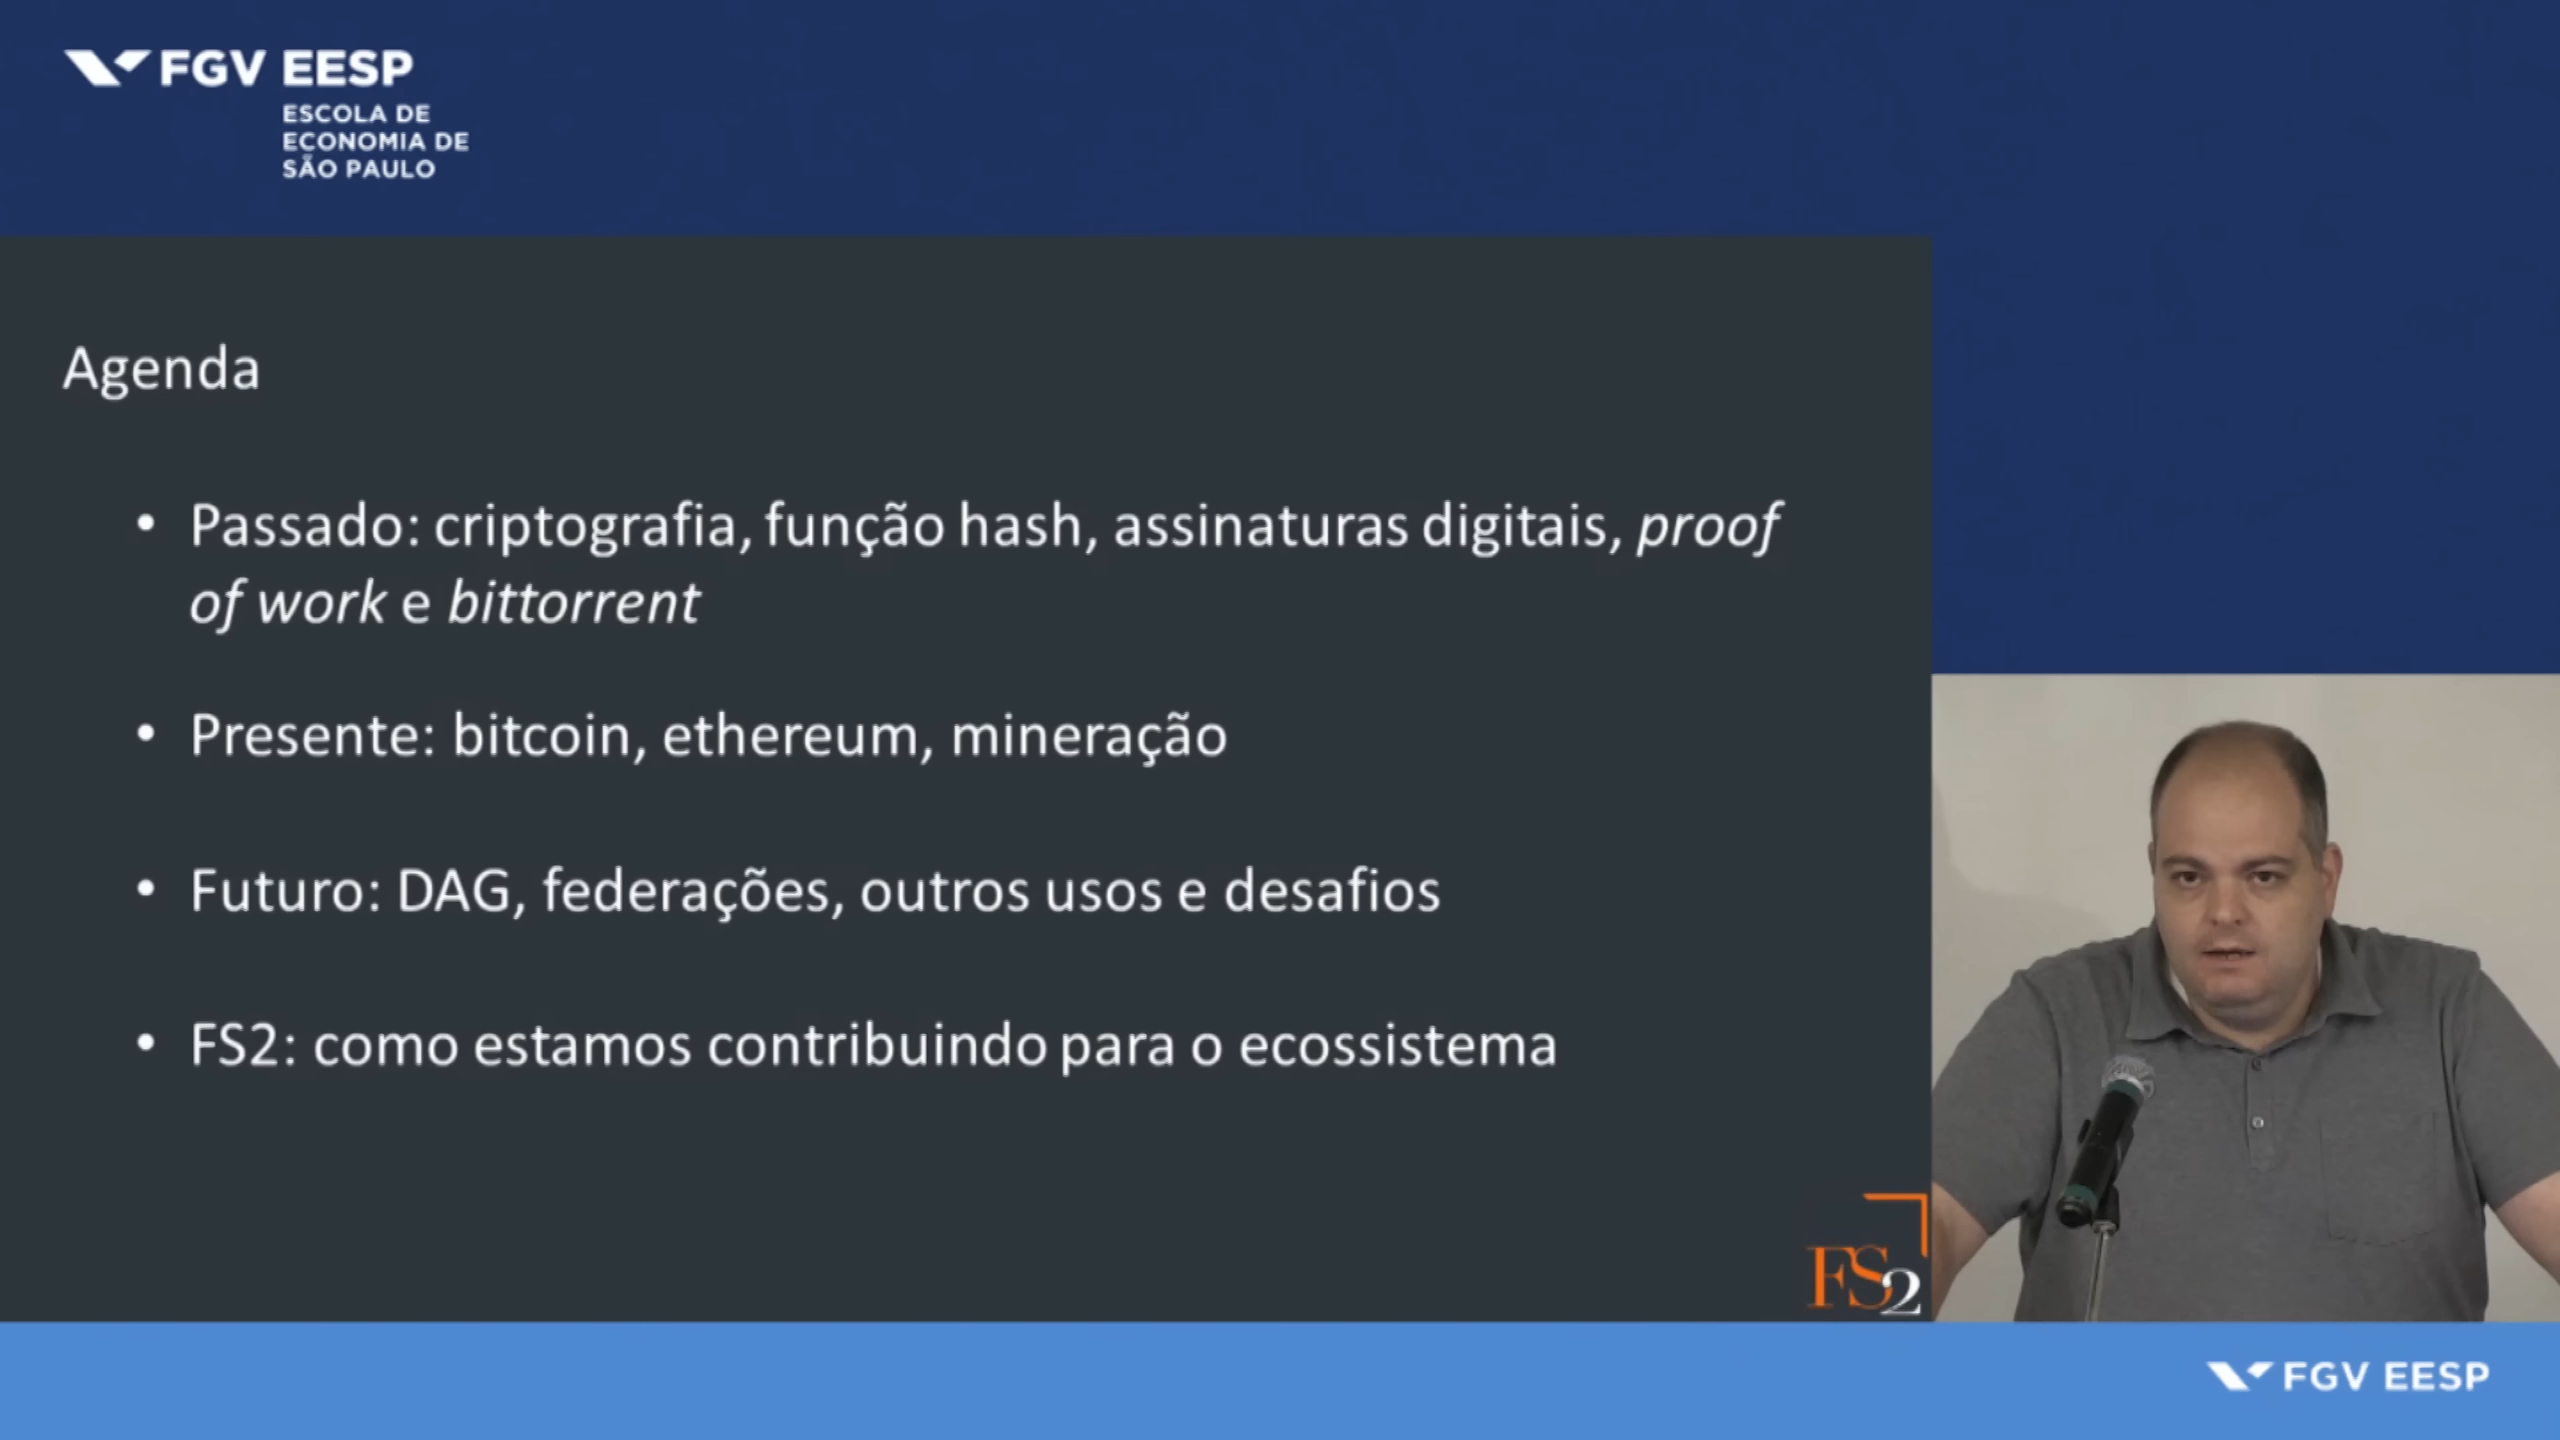 FGV EESP
ESCOLA DE
ECONOMIA DE
SÃO PAULO
Agenda
• Passado: criptografia, função hash, assinaturas digitais, proof
of work e bittorrent
• Presente: bitcoin, ethereum, mineração
• Futuro: DAG, federações, outros usos e desafios
• FS2: como estamos contribuindo para o ecossistema
FS2
FGV EESP